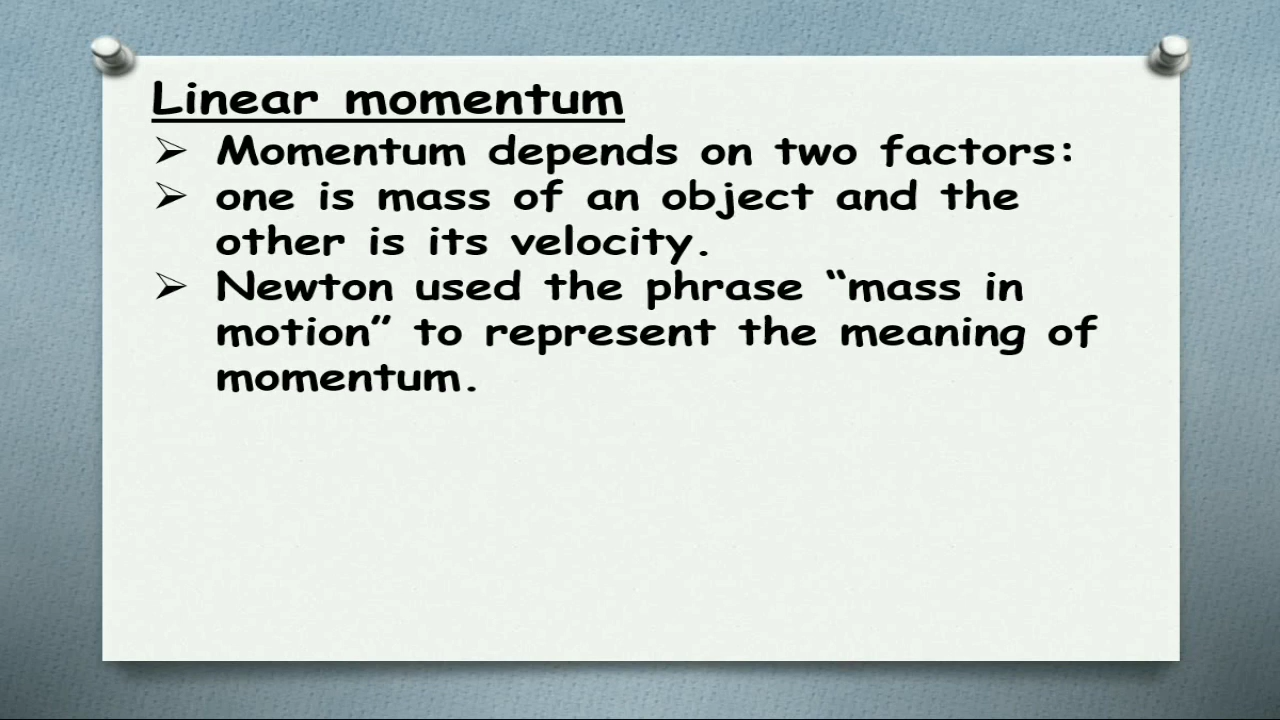 Linear momentum
➢ Momentum depends on two factors:
➢ one is mass of an object and the
other is its velocity.
➢ Newton used the phrase “mass in
motion” to represent the meaning of
momentum.